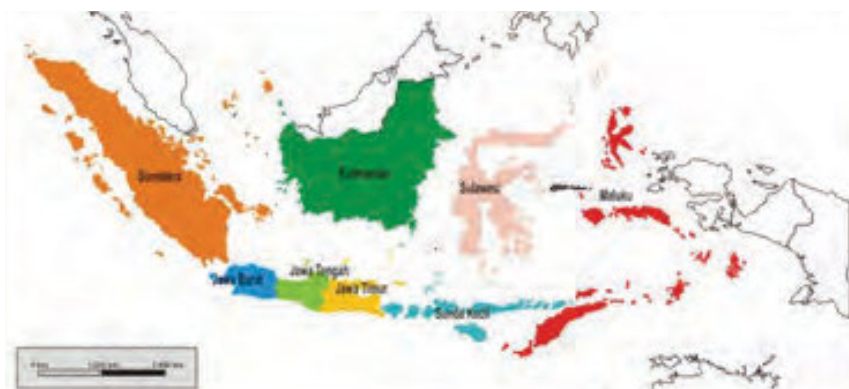 Sumatera
Kalimantan
Sulawesi
Maluku
Jawa Barat
Jawa Tengah
Jawa Timur
Sunda Kecil